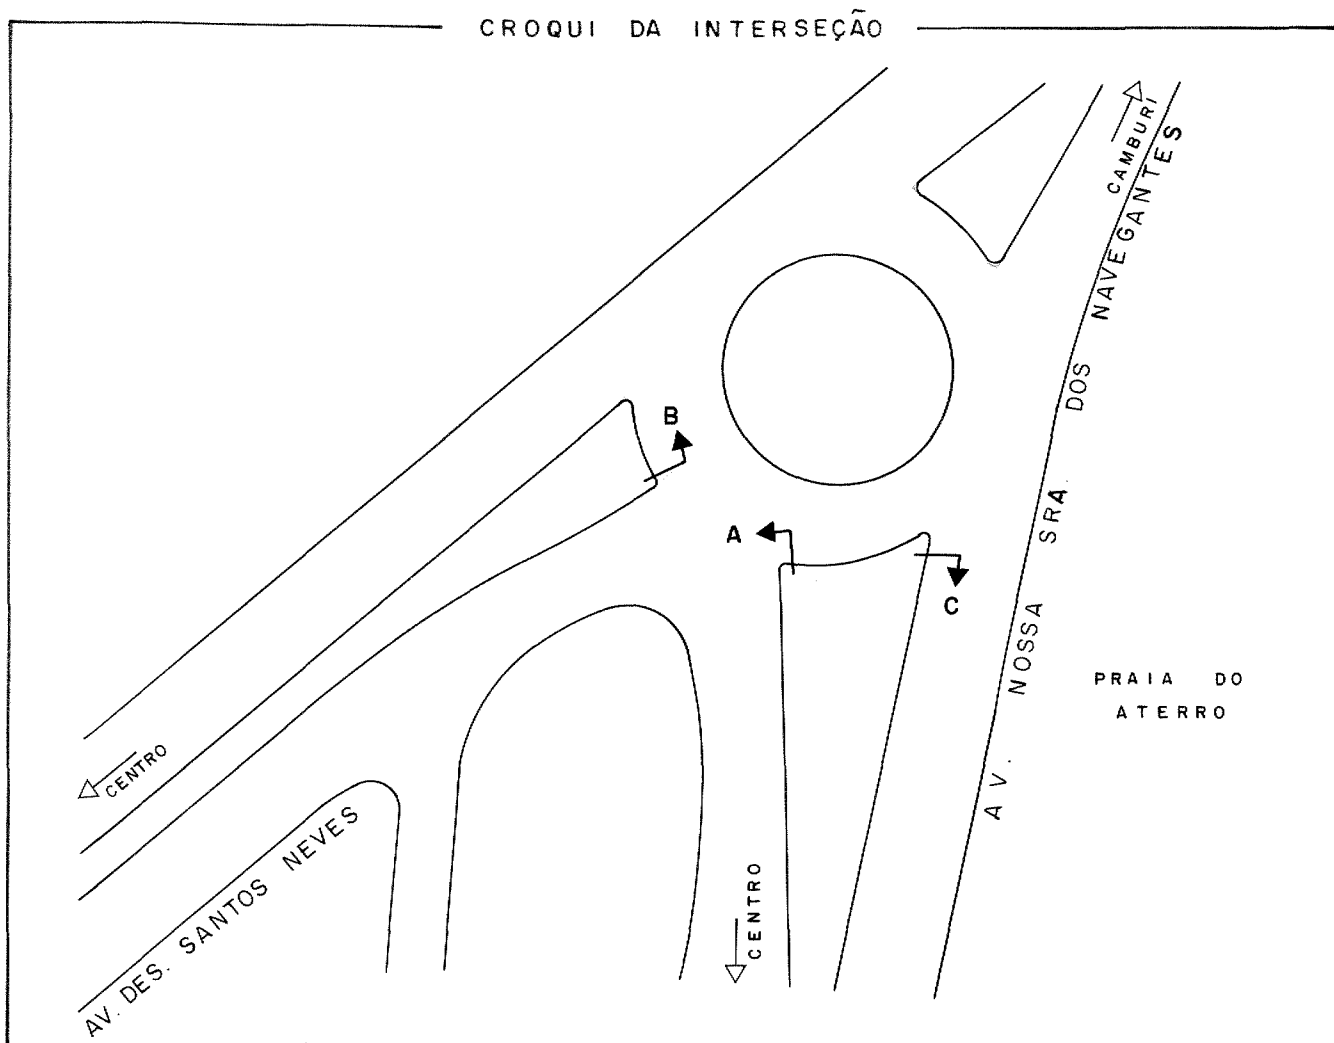 CROQUI DA INTERSEÇÃO
CAMBURI
AV. NOSSA SRA. DOS NAVEGANTES
B
A
C
PRAIA DO
ATERRO
CENTRO
AV. DES. SANTOS NEVES
CENTRO